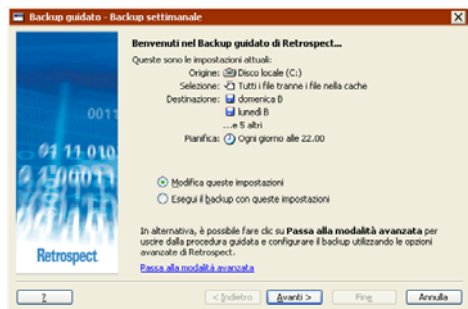 Backup guidato - Backup settimanale
Benvenuti nel Backup guidato di Retrospect...
Queste sono le impostazioni attuali:
Origine: Disco locale (C:)
Selezione: Tutti i file tranne i file nella cache
Destinazione: domenica B
lunedì B
...e 5 altri
Pianifica: Ogni giorno alle 22.00
Modifica queste impostazioni
Esegui il backup con queste impostazioni
In alternativa, è possibile fare clic su Passa alla modalità avanzata per
uscire dalla procedura guidata e configurare il backup utilizzando le opzioni
avanzate di Retrospect.
Passa alla modalità avanzata
Retrospect
? < Indietro Avanti > Fine Annulla